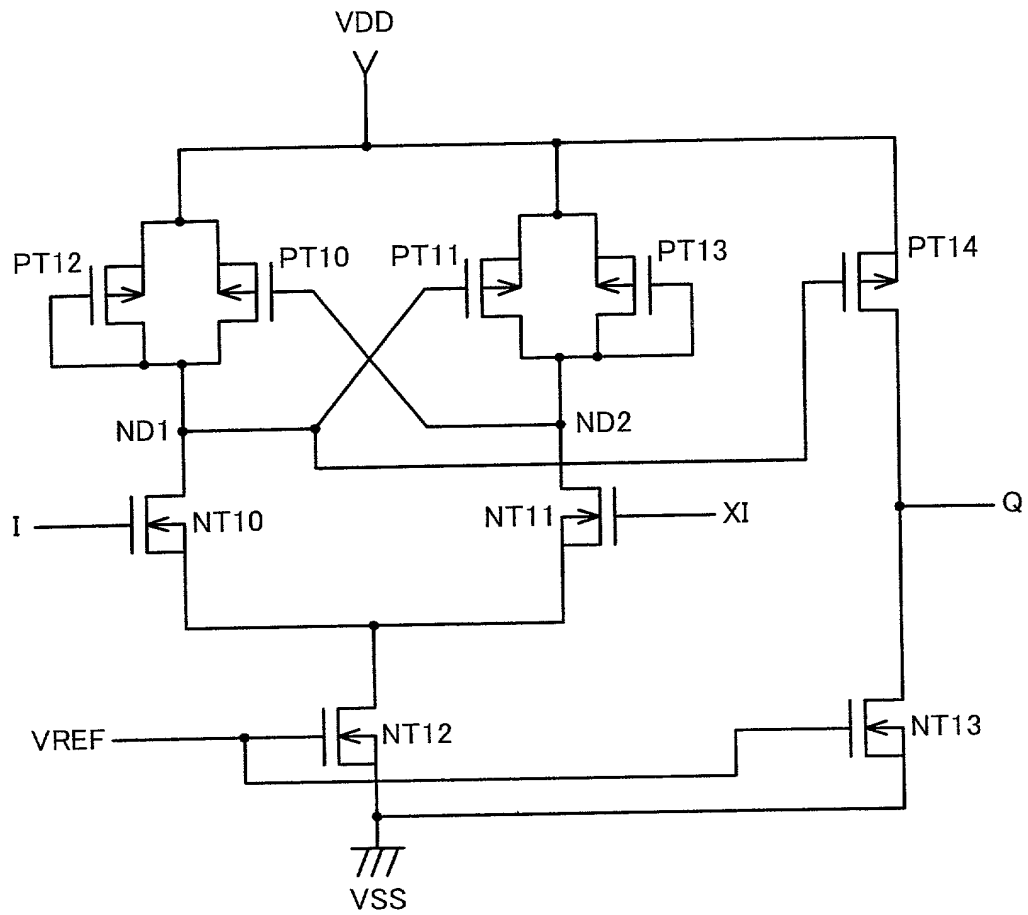 VDD
PT12
PT10
PT11
PT13
PT14
ND1
ND2
I
NT10
NT11
XI
Q
VREF
NT12
NT13
VSS